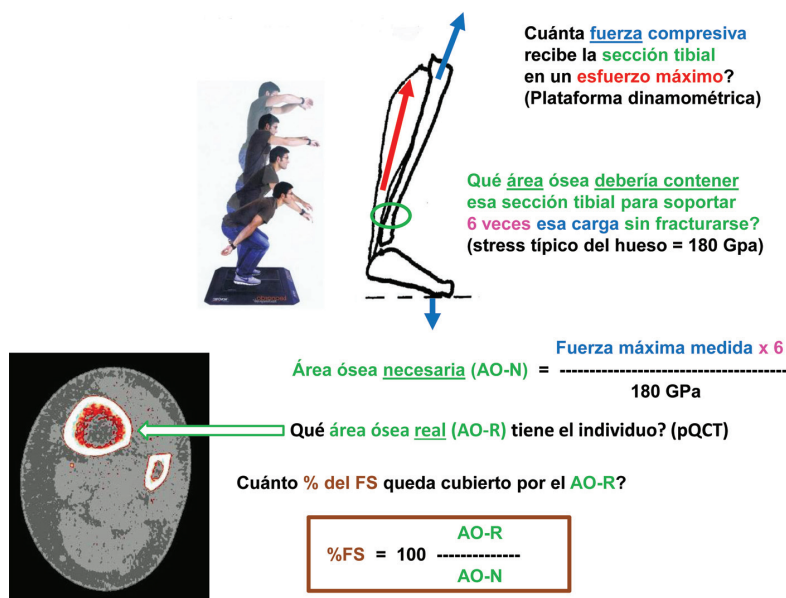 Cuánta fuerza compresiva
recibe la sección tibial
en un esfuerzo máximo?
(Plataforma dinamométrica)
Qué área ósea debería contener
esa sección tibial para soportar
6 veces esa carga sin fracturarse?
(stress típico del hueso = 180 Gpa)
Fuerza máxima medida x 6
Área ósea necesaria (AO-N) = --------------------------------------
180 GPa
Qué área ósea real (AO-R) tiene el individuo? (pQCT)
Cuánto % del FS queda cubierto por el AO-R?
AO-R
%FS = 100 --------------
AO-N